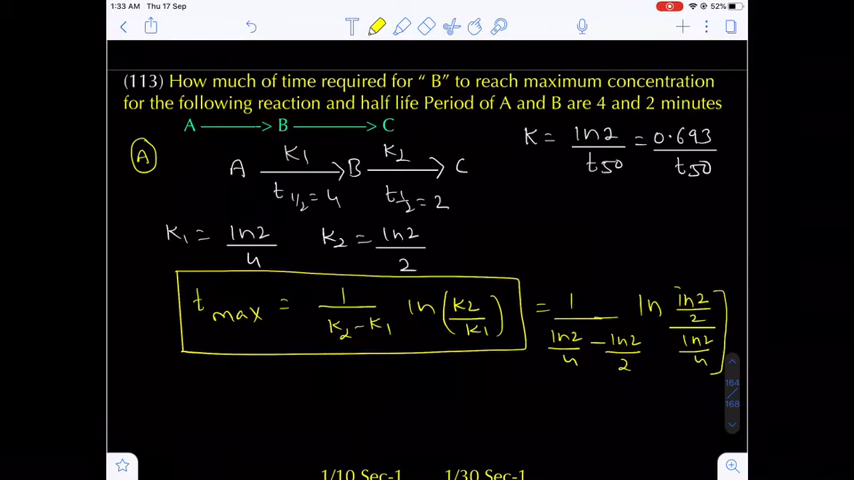 1:33 AM Thu 17 Sep 52%
(113) How much of time required for “ B” to reach maximum concentration
for the following reaction and half life Period of A and B are 4 and 2 minutes
A ———–> B ————–> C
K = ln2/t50 = 0.693/t50
A
A K1 → B K2 → C
t1/2 = 4 t1/2 = 2
K1 = ln2/4 K2 = ln2/2
tmax = 1/(K2–K1) ln(K2/K1) = 1/(ln2/4 – ln2/2) ln (ln2/2)/(ln2/4)]
164
168
1/10 Sec-1 1/30 Sec-1